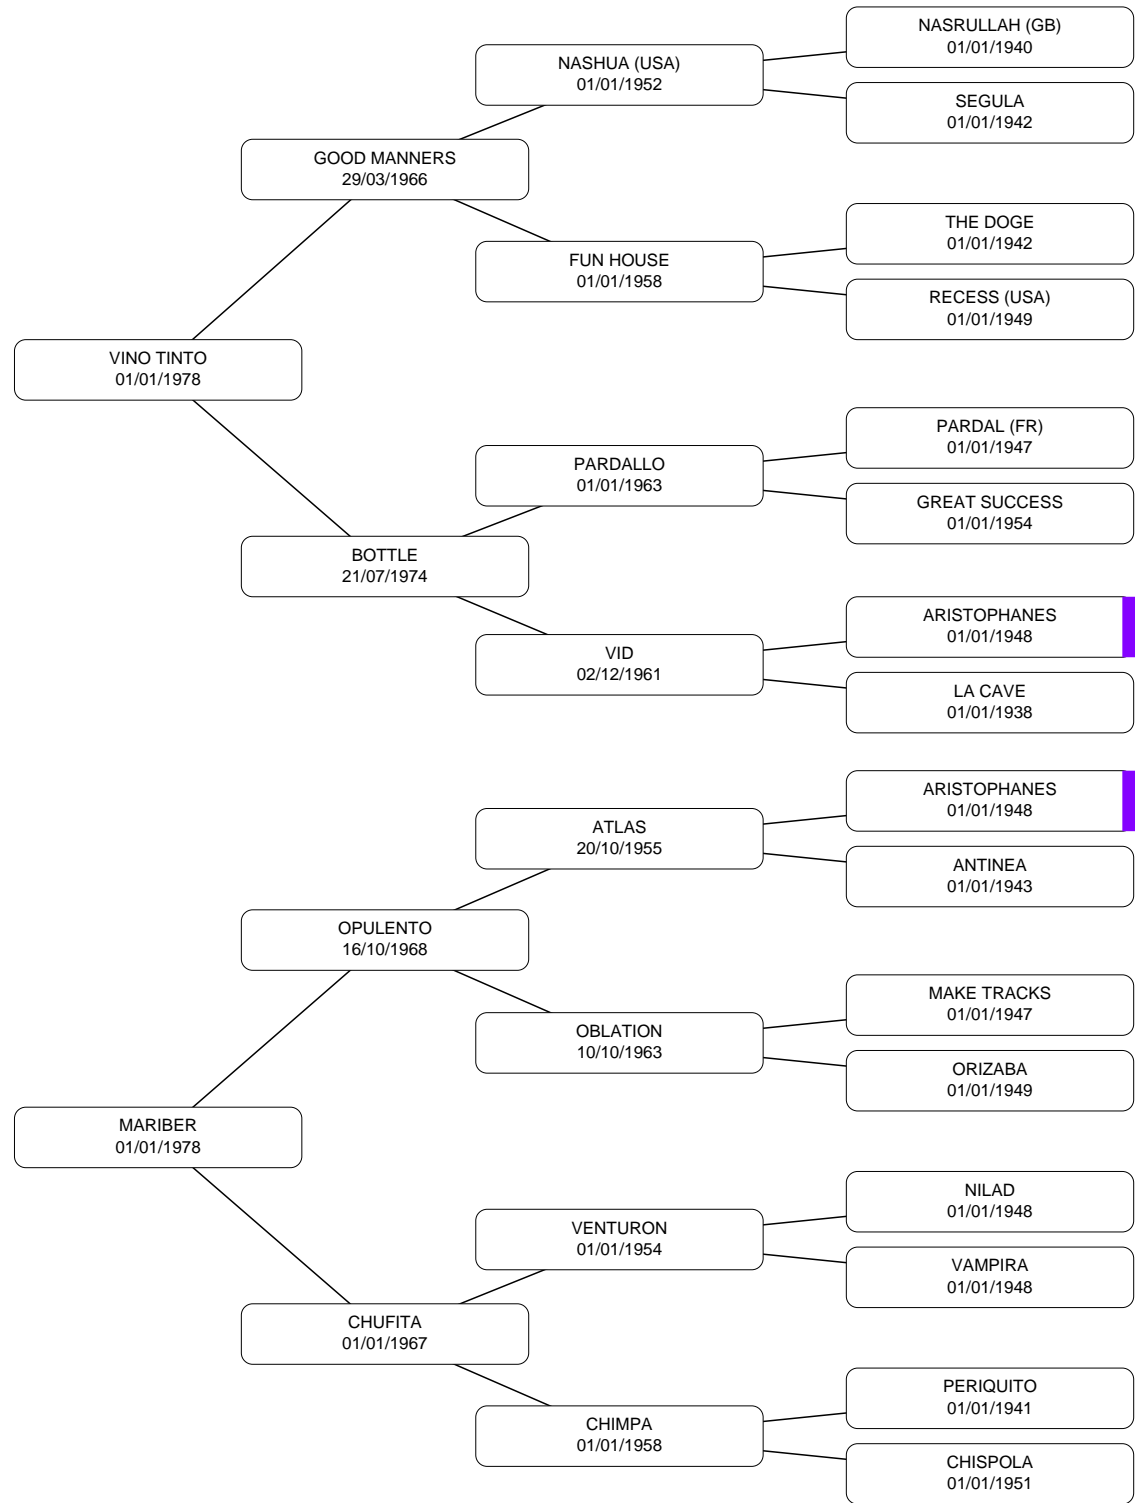 NASRULLAH (GB)
01/01/1940
NASHUA (USA)
01/01/1952
SEGULA
01/01/1942
GOOD MANNERS
29/03/1966
THE DOGE
01/01/1942
FUN HOUSE
01/01/1958
RECESS (USA)
01/01/1949
VINO TINTO
01/01/1978
PARDAL (FR)
01/01/1947
PARDALLO
01/01/1963
GREAT SUCCESS
01/01/1954
BOTTLE
21/07/1974
ARISTOPHANES
01/01/1948
VID
02/12/1961
LA CAVE
01/01/1938
ARISTOPHANES
01/01/1948
ATLAS
20/10/1955
ANTINEA
01/01/1943
OPULENTO
16/10/1968
MAKE TRACKS
01/01/1947
OBLATION
10/10/1963
ORIZABA
01/01/1949
MARIBER
01/01/1978
NILAD
01/01/1948
VENTURON
01/01/1954
VAMPIRA
01/01/1948
CHUFITA
01/01/1967
PERIQUITO
01/01/1941
CHIMPA
01/01/1958
CHISPOLA
01/01/1951